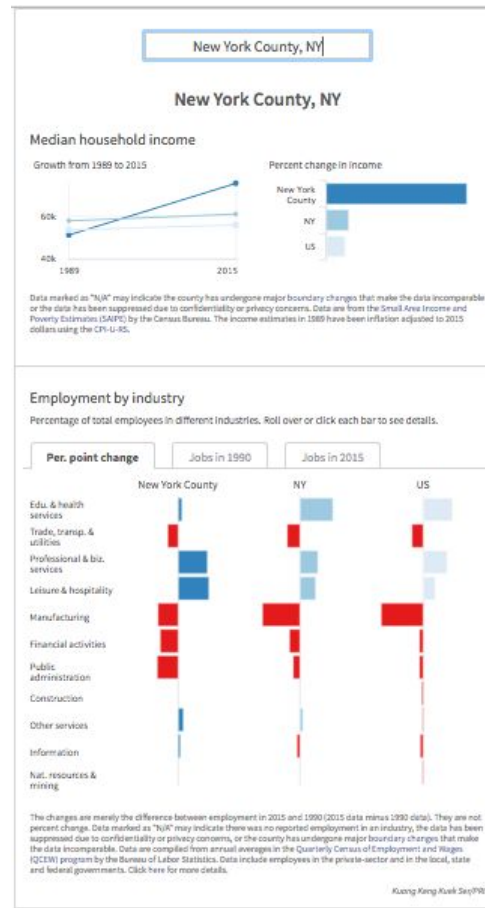 New York County, NY
New York County, NY
Median household income
Growth from 1989 to 2015
Percent change in income
60k
40k
1989
2015
New York
County
NY
US
Data marked as "N/A" may indicate the county has undergone major boundary changes that make the data incomparable
or the data has been suppressed due to confidentiality or privacy concerns. Data are from the Small Area Income and
Poverty Estimates (SAIPE) by the Census Bureau. The income estimates in 1989 have been inflation adjusted to 2015
dollars using the CPI-U-RS.
Employment by industry
Percentage of total employees in different industries. Roll over or click each bar to see details.
Per. point change
Jobs in 1990
Jobs in 2015
New York County
NY
US
Edu. & health
services
Trade, transp. &
utilities
Professional & biz.
services
Leisure & hospitality
Manufacturing
Financial activities
Public
administration
Construction
Other services
Information
Nat. resources &
mining
The changes are merely the difference between employment in 2015 and 1990 (2015 data minus 1990 data). They are not
percent change. Data marked as "N/A" may indicate there was no reported employment in an industry, the data has been
suppressed due to confidentiality or privacy concerns, or the county has undergone major boundary changes that make
the data incomparable. Data are compiled from annual averages in the Quarterly Census of Employment and Wages
(QCEW) program by the Bureau of Labor Statistics. Data include employees in the private-sector and in the local, state
and federal governments. Click here for more details.
Kuang Keng Kuek Ser/PRI